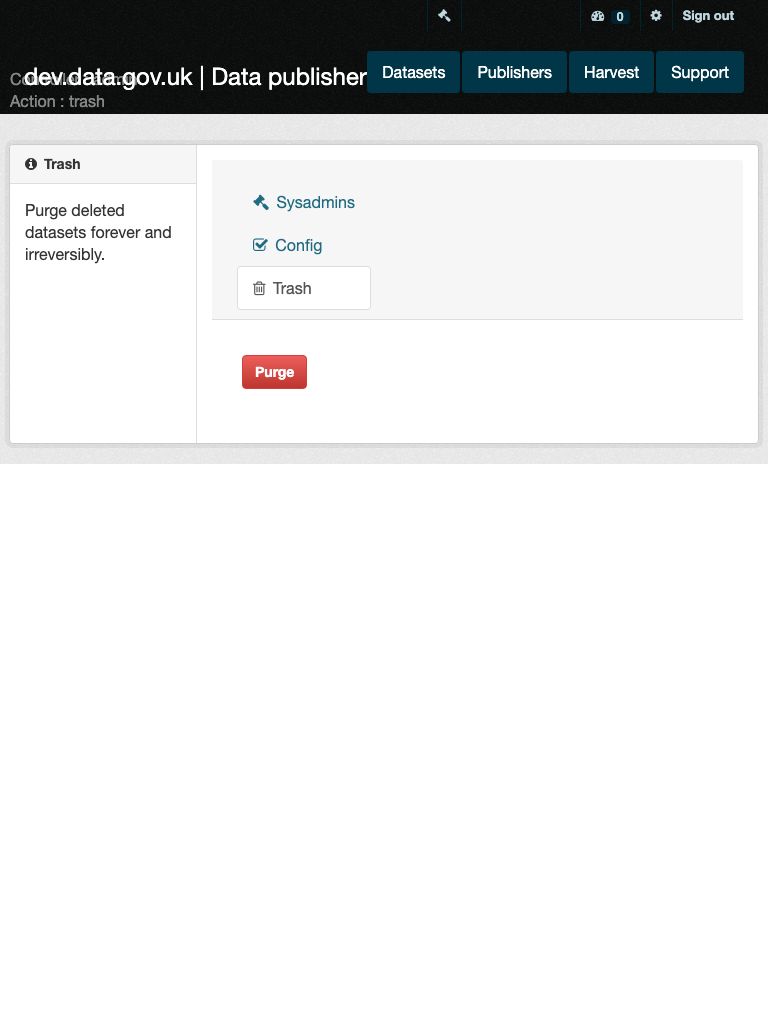 0 Sign out
dev.data.gov.uk | Data publisher
Datasets Publishers Harvest Support
Action : trash
Trash
Purge deleted
datasets forever and
irreversibly.
Sysadmins
Config
Trash
Purge